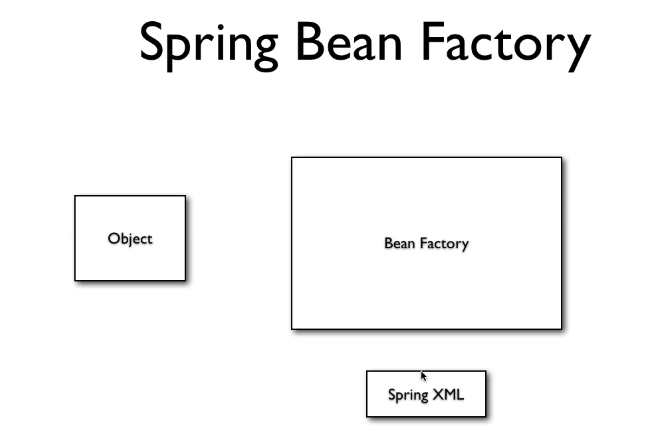 Spring Bean Factory
Object
Bean Factory
Spring XML